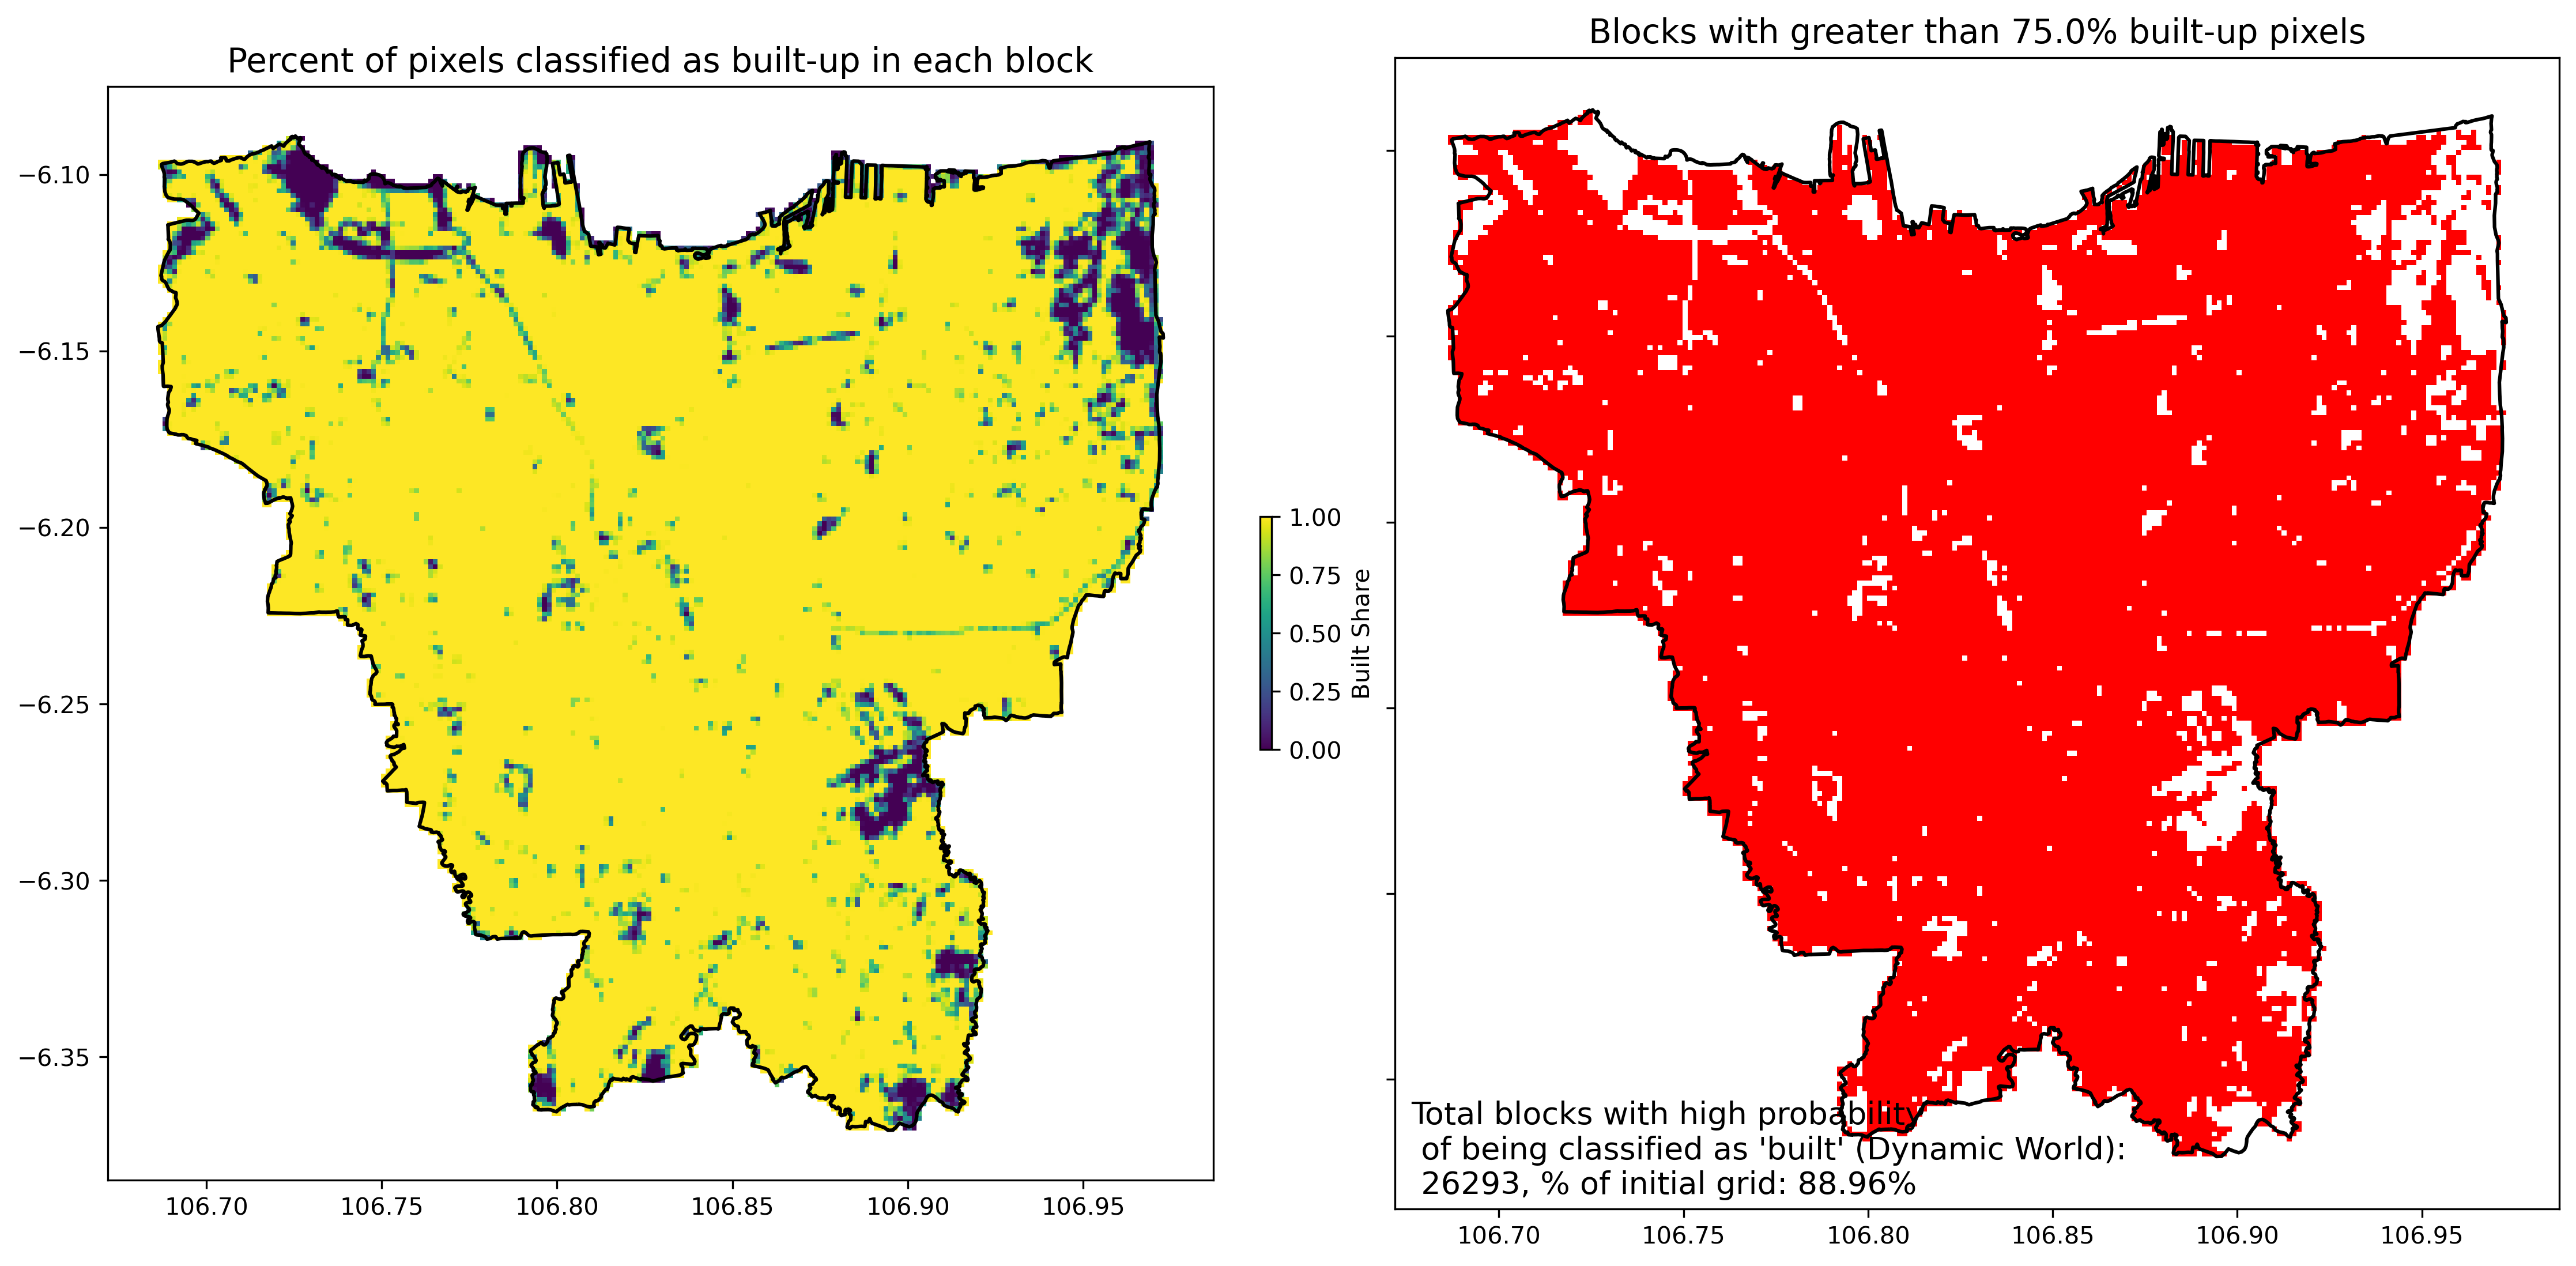 Percent of pixels classified as built-up in each block
−6.10
−6.15
−6.20
−6.25
−6.30
−6.35
106.70 106.75 106.80 106.85 106.90 106.95
1.00
0.75
0.50
0.25
0.00
Built Share
Blocks with greater than 75.0% built-up pixels
Total blocks with high probability
of being classified as 'built' (Dynamic World):
26293, % of initial grid: 88.96%
106.70 106.75 106.80 106.85 106.90 106.95